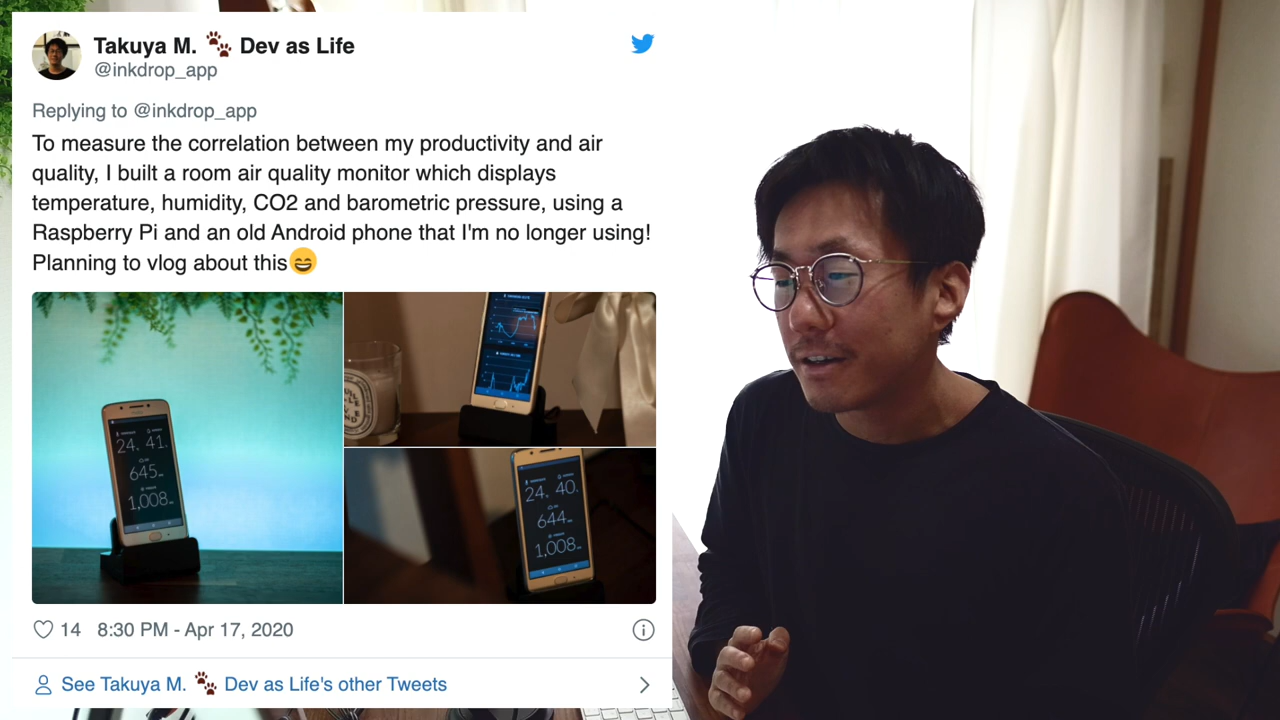 Takuya M. 🐾 Dev as Life
@inkdrop_app
Replying to @inkdrop_app
To measure the correlation between my productivity and air
quality, I built a room air quality monitor which displays
temperature, humidity, CO2 and barometric pressure, using a
Raspberry Pi and an old Android phone that I'm no longer using!
Planning to vlog about this😄
24. 41.
645
1,008
24. 40.
644
1,008
14 8:30 PM - Apr 17, 2020
See Takuya M. 🐾 Dev as Life's other Tweets